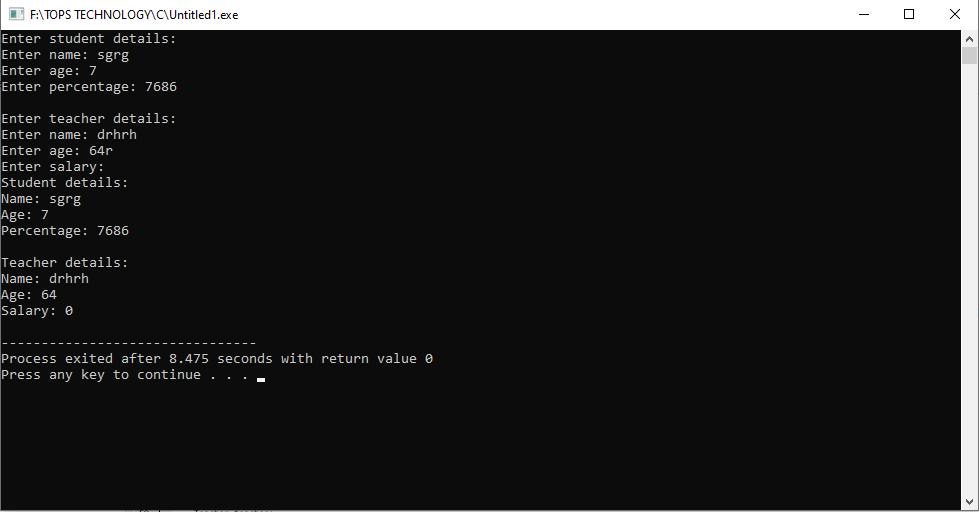 F:\TOPS TECHNOLOGY\C\Untitled1.exe
Enter student details:
Enter name: sgrg
Enter age: 7
Enter percentage: 7686
Enter teacher details:
Enter name: drhrh
Enter age: 64r
Enter salary:
Student details:
Name: sgrg
Age: 7
Percentage: 7686
Teacher details:
Name: drhrh
Age: 64
Salary: 0
--------------------------------
Process exited after 8.475 seconds with return value 0
Press any key to continue . . .